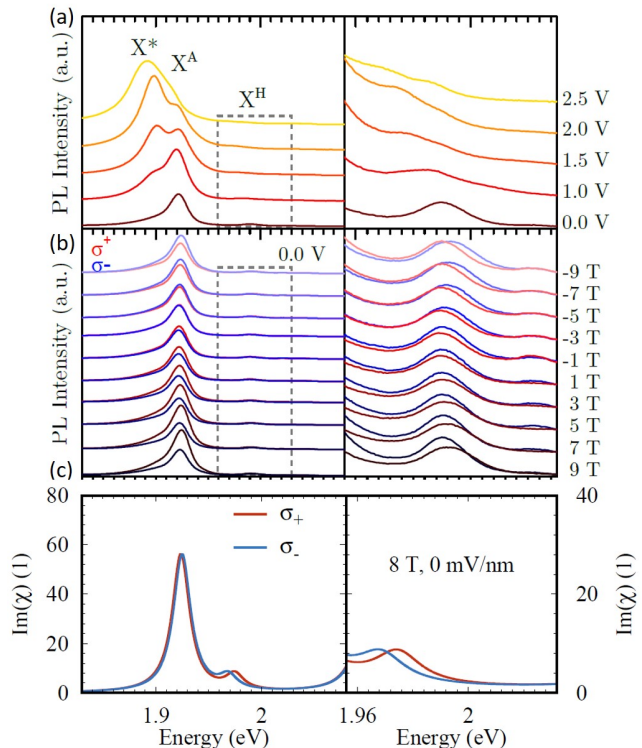 (a)
X*
X^A
X^H
PL Intensity (a.u.)
2.5 V
2.0 V
1.5 V
1.0 V
0.0 V
(b)
σ+
σ-
0.0 V
PL Intensity (a.u.)
-9 T
-7 T
-5 T
-3 T
-1 T
1 T
3 T
5 T
7 T
9 T
(c)
80
60
40
20
0
Im(χ) (1)
σ₊
σ₋
8 T, 0 mV/nm
40
20
0
Im(χ) (1)
1.9
2
1.96
2
Energy (eV)
Energy (eV)